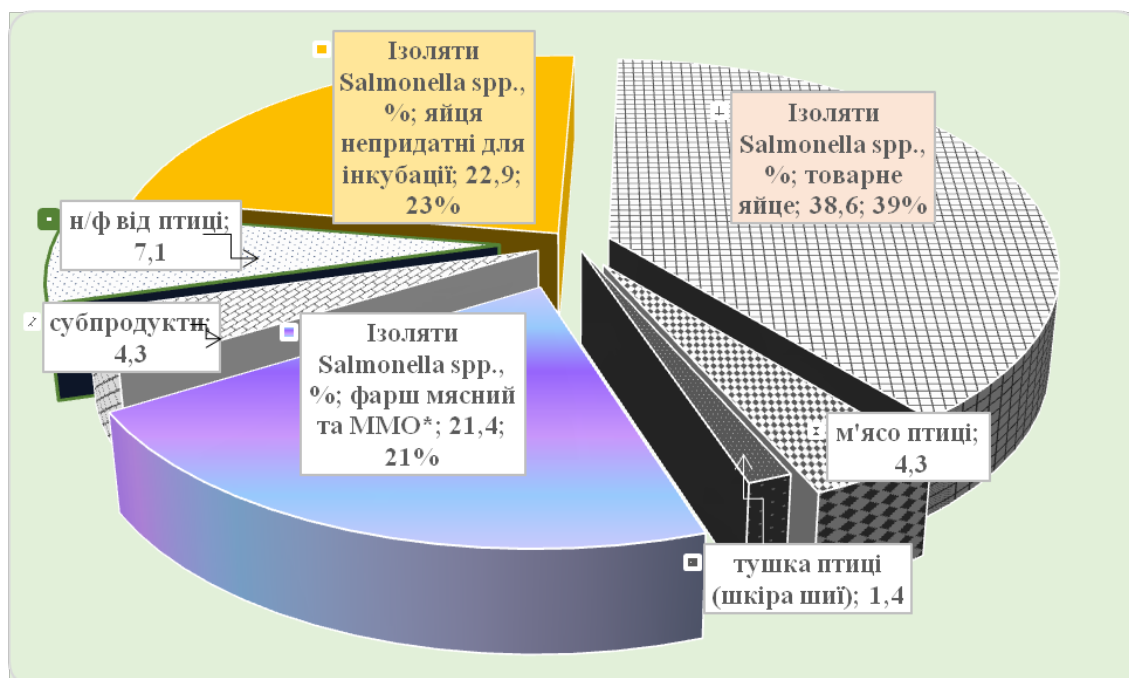 Ізоляти
Salmonella spp.,
%; яйця
непридатні для
інкубації; 22,9;
23%
Ізоляти
Salmonella spp.,
%; товарне
яйце; 38,6; 39%
н/ф від птиці;
7,1
субпродукти;
4,3
Ізоляти
Salmonella spp.,
%; фарш мясний
та ММО*; 21,4;
21%
м'ясо птиці;
4,3
тушка птиці
(шкіра шиї); 1,4